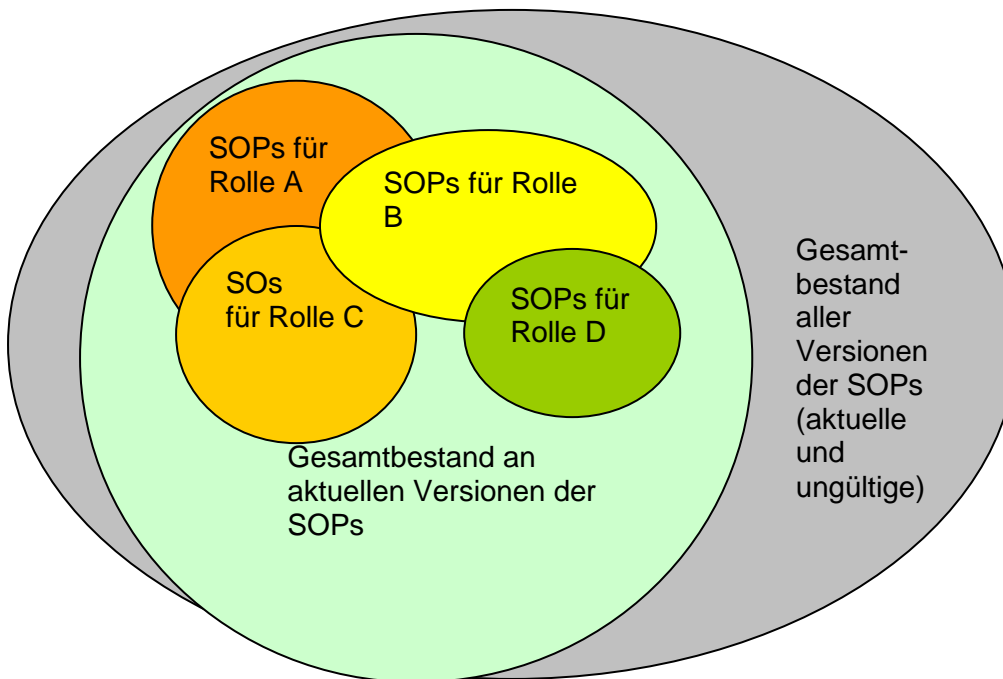 SOPs für
Rolle A
SOPs für Rolle
B
SOs
für Rolle C
SOPs für
Rolle D
Gesamt-
bestand
aller
Versionen
der SOPs
(aktuelle
und
ungültige)
Gesamtbestand an
aktuellen Versionen der
SOPs